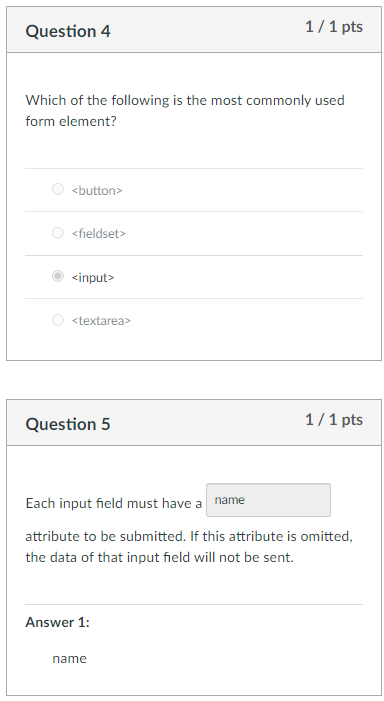 Question 4
1 / 1 pts
Which of the following is the most commonly used
form element?
<button>
<fieldset>
<input>
<textarea>
Question 5
1 / 1 pts
Each input field must have a name
attribute to be submitted. If this attribute is omitted,
the data of that input field will not be sent.
Answer 1:
name